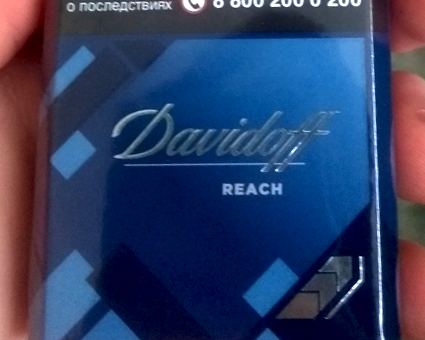 о последствиях 8 800 200 0 200
Davidoff
REACH